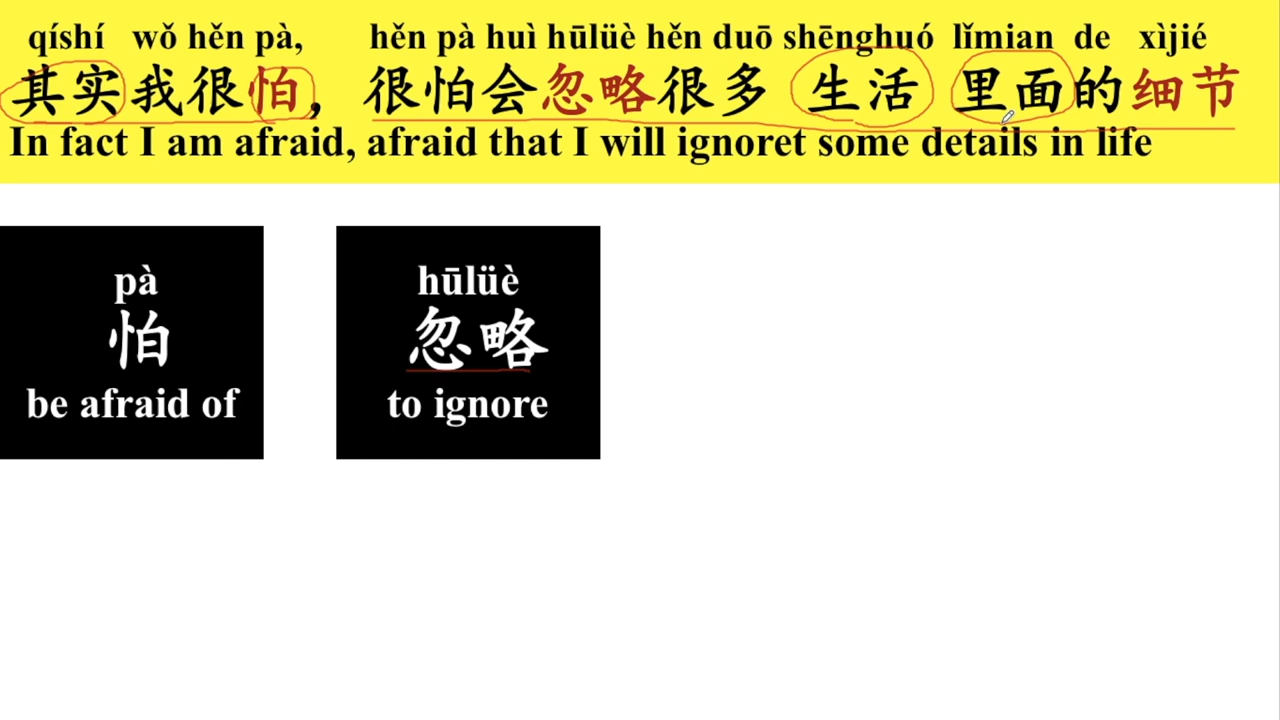 qíshí wǒ hěn pà, hěn pà huì hūlüè hěn duō shēnghuó lǐmian de xìjié
其实我很怕，很怕会忽略很多 生活 里面的细节
In fact I am afraid, afraid that I will ignoret some details in life
pà
怕
be afraid of
hūlüè
忽略
to ignore